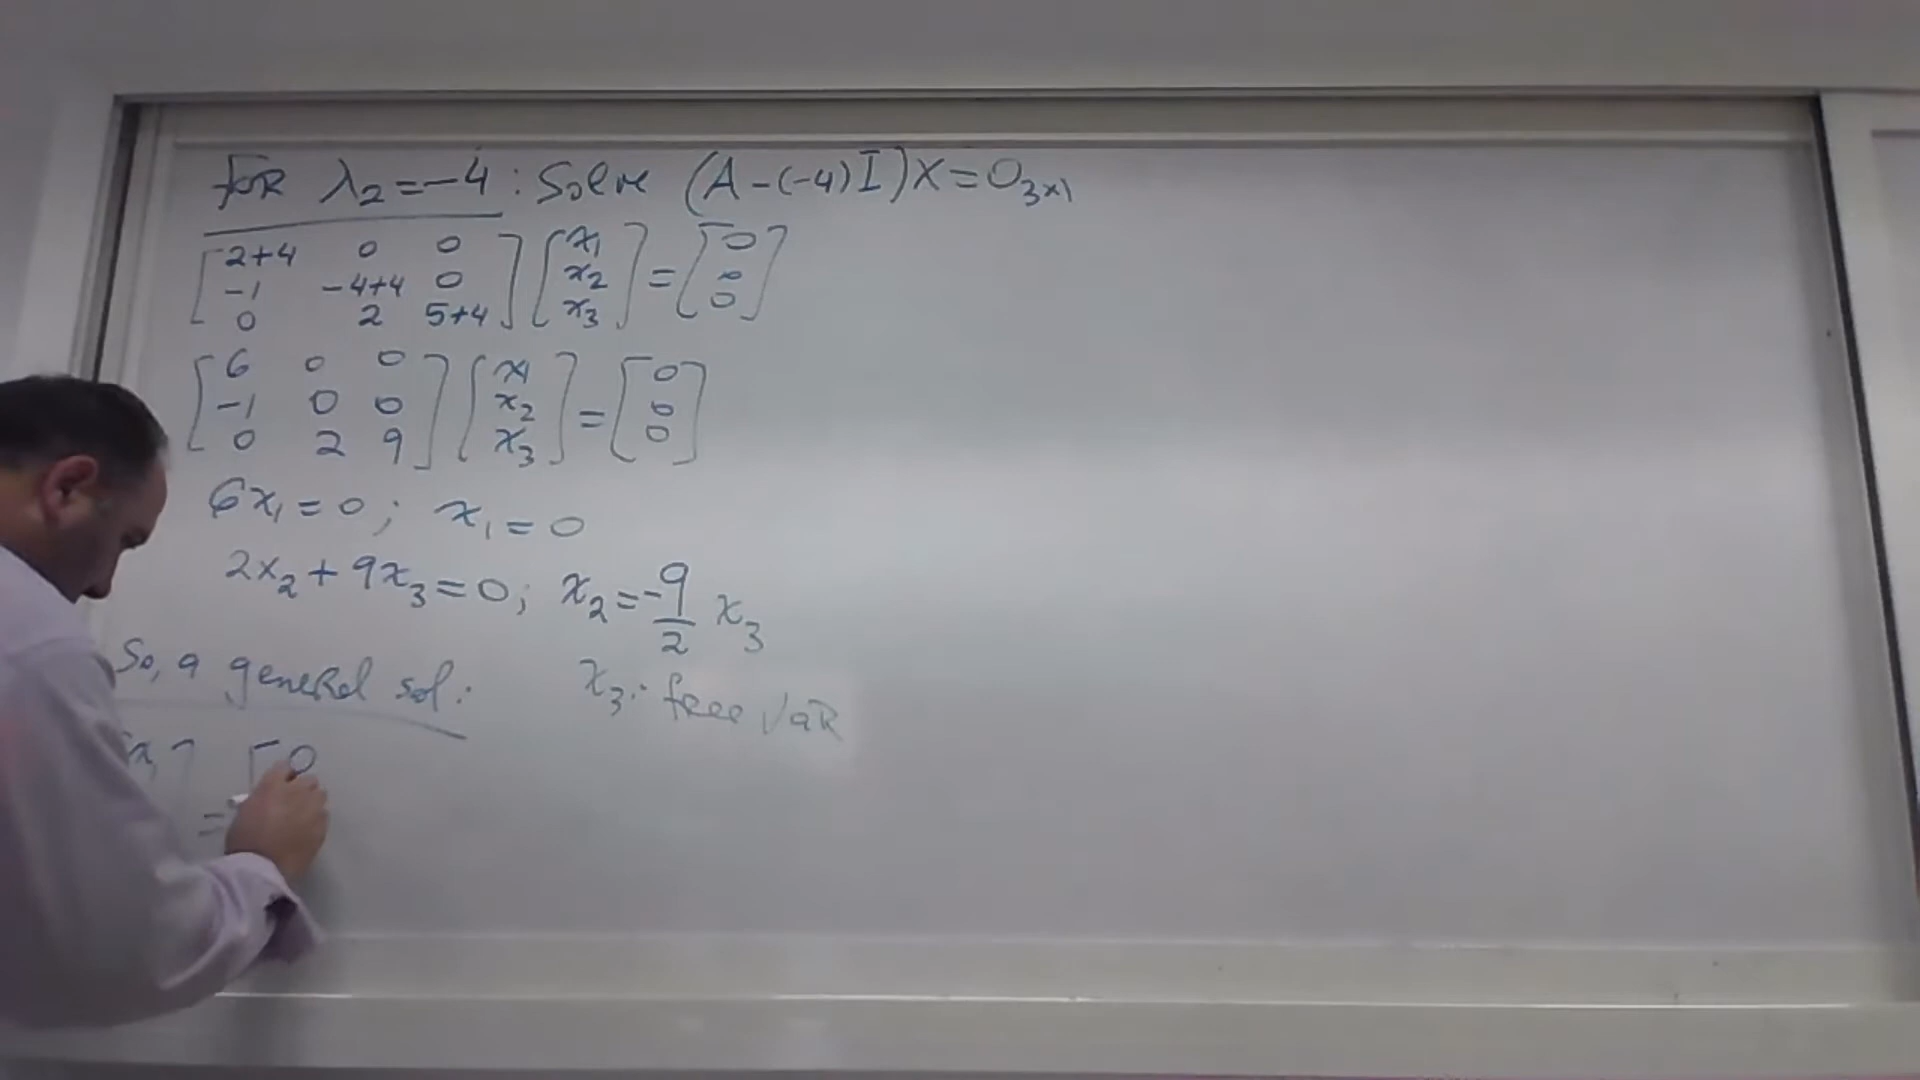 FOR λ₂=-4 : Solve (A-(-4)I)X=O₃ₓ₁
[2+4 0 0] [x₁] [0]
[-1 -4+4 0] [x₂] = [0]
[0 2 5+4] [x₃] [0]
[6 0 0] [x₁] [0]
[-1 0 0] [x₂] = [0]
[0 2 9] [x₃] [0]
6x₁=0; x₁=0
2x₂+9x₃=0; x₂=-9/2 x₃
So, a general sol: x₃: free VaR
[x₁] = [0